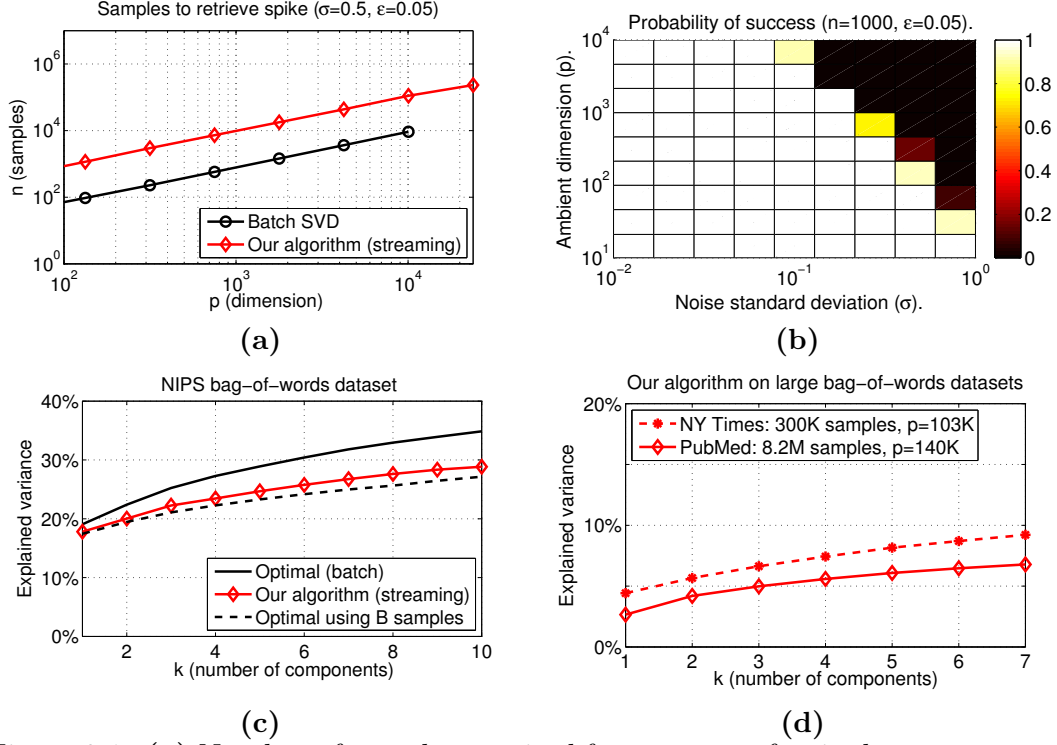 Samples to retrieve spike (σ=0.5, ε=0.05)
n (samples)
10^6
10^4
10^2
10^0
10^2
10^3
10^4
p (dimension)
Batch SVD
Our algorithm (streaming)
(a)
Probability of success (n=1000, ε=0.05).
Ambient dimension (p).
10^4
10^3
10^2
10^1
10^-2
10^-1
10^0
Noise standard deviation (σ).
1
0.8
0.6
0.4
0.2
0
(b)
NIPS bag-of-words dataset
Explained variance
40%
30%
20%
10%
0%
2
4
6
8
10
k (number of components)
Optimal (batch)
Our algorithm (streaming)
Optimal using B samples
(c)
Our algorithm on large bag-of-words datasets
Explained variance
20%
10%
0%
1
2
3
4
5
6
7
k (number of components)
NY Times: 300K samples, p=103K
PubMed: 8.2M samples, p=140K
(d)